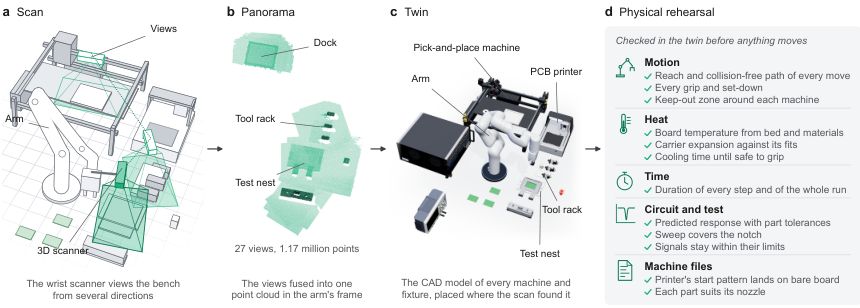 a Scan
Views
Arm
3D scanner
The wrist scanner views the bench
from several directions
b Panorama
Dock
Tool rack
Test nest
27 views, 1.17 million points
The views fused into one
point cloud in the arm's frame
c Twin
Pick-and-place machine
Arm
PCB printer
Tool rack
Test nest
The CAD model of every machine and
fixture, placed where the scan found it
d Physical rehearsal
Checked in the twin before anything moves
Motion
✓ Reach and collision-free path of every move
✓ Every grip and set-down
✓ Keep-out zone around each machine
Heat
✓ Board temperature from bed and materials
✓ Carrier expansion against its fits
✓ Cooling time until safe to grip
Time
✓ Duration of every step and of the whole run
Circuit and test
✓ Predicted response with part tolerances
✓ Sweep covers the notch
✓ Signals stay within their limits
Machine files
✓ Printer's start pattern lands on bare board
✓ Each part suits its nozzle